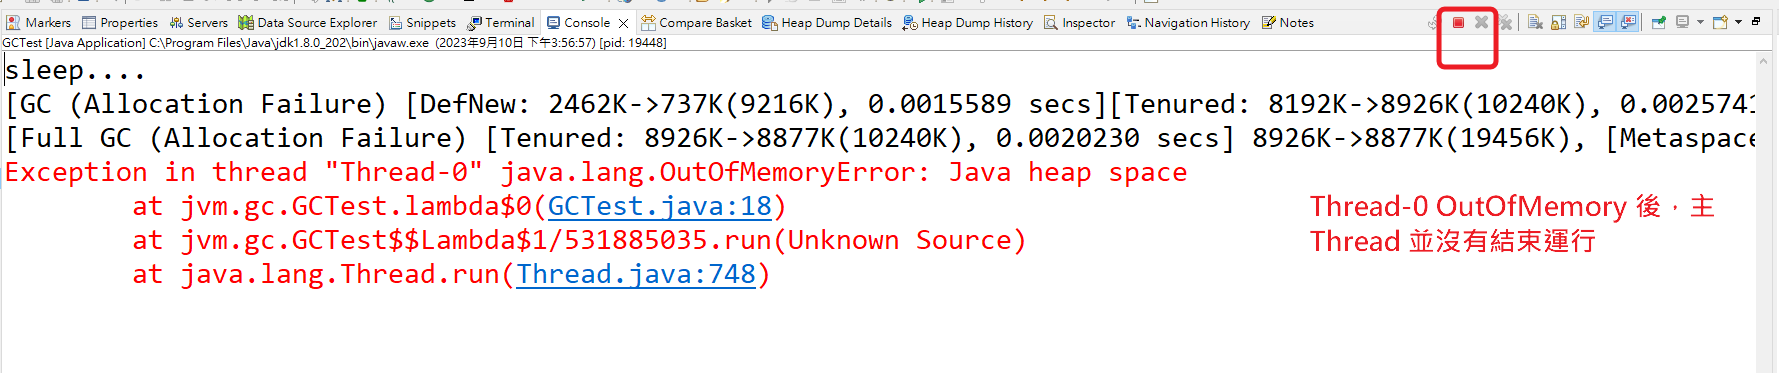 Markers Properties Servers Data Source Explorer Snippets Terminal Console Compare Basket Heap Dump Details Heap Dump History Inspector Navigation History Notes
GCTest [Java Application] C:\Program Files\Java\jdk1.8.0_202\bin\javaw.exe (2023年9月10日 下午3:56:57) [pid: 19448]
sleep....
[GC (Allocation Failure) [DefNew: 2462K->737K(9216K), 0.0015589 secs][Tenured: 8192K->8926K(10240K), 0.0025741
[Full GC (Allocation Failure) [Tenured: 8926K->8877K(10240K), 0.0020230 secs] 8926K->8877K(19456K), [Metaspace
Exception in thread "Thread-0" java.lang.OutOfMemoryError: Java heap space
at jvm.gc.GCTest.lambda$0(GCTest.java:18)
at jvm.gc.GCTest$$Lambda$1/531885035.run(Unknown Source)
at java.lang.Thread.run(Thread.java:748)
Thread-0 OutOfMemory 後，主
Thread 並沒有結束運行